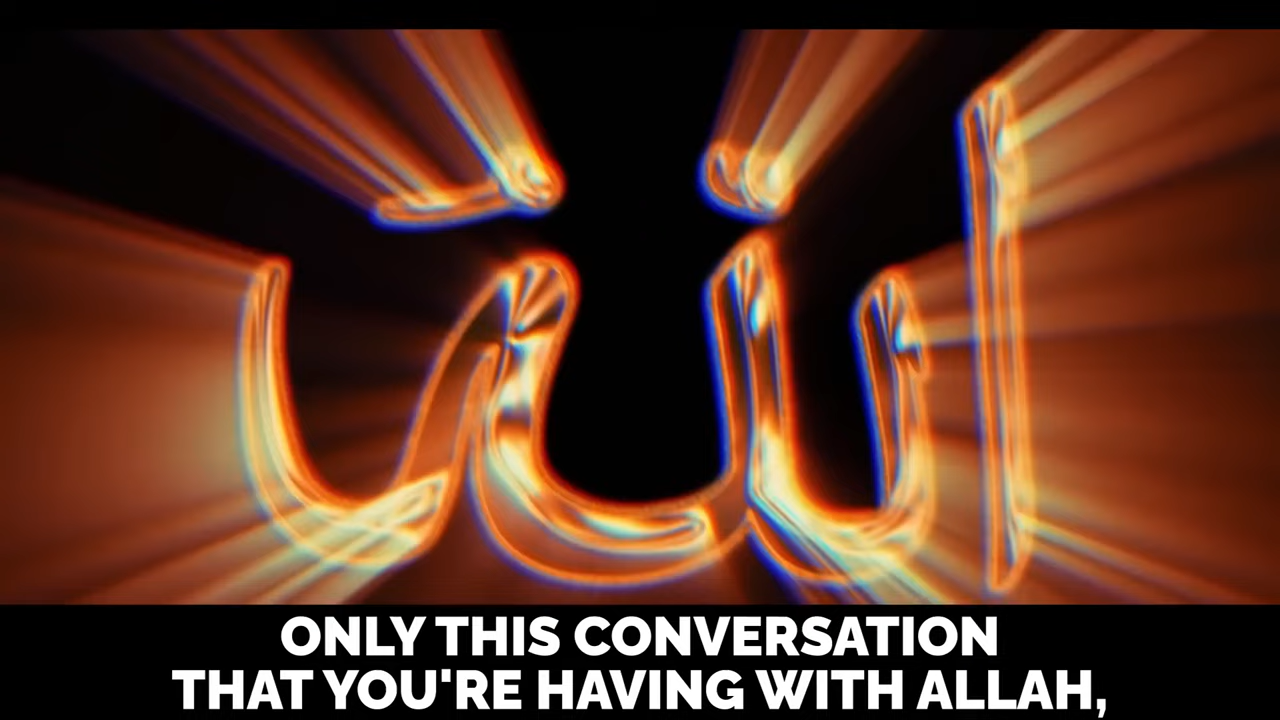 الله
ONLY THIS CONVERSATION
THAT YOU'RE HAVING WITH ALLAH,